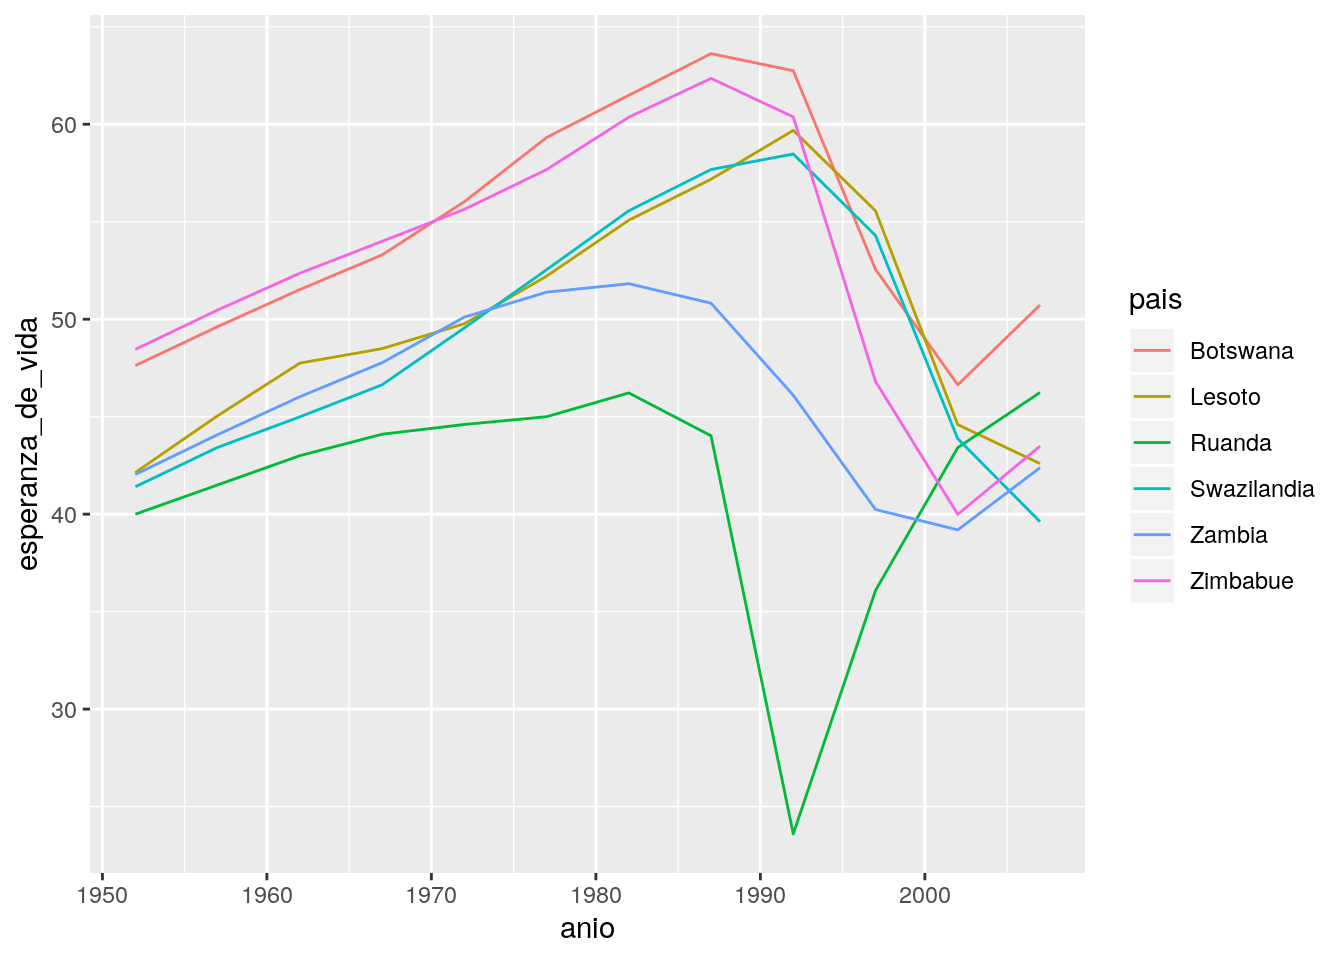 60
50
40
30
esperanza_de_vida
1950 1960 1970 1980 1990 2000
anio
pais
Botswana
Lesoto
Ruanda
Swazilandia
Zambia
Zimbabue